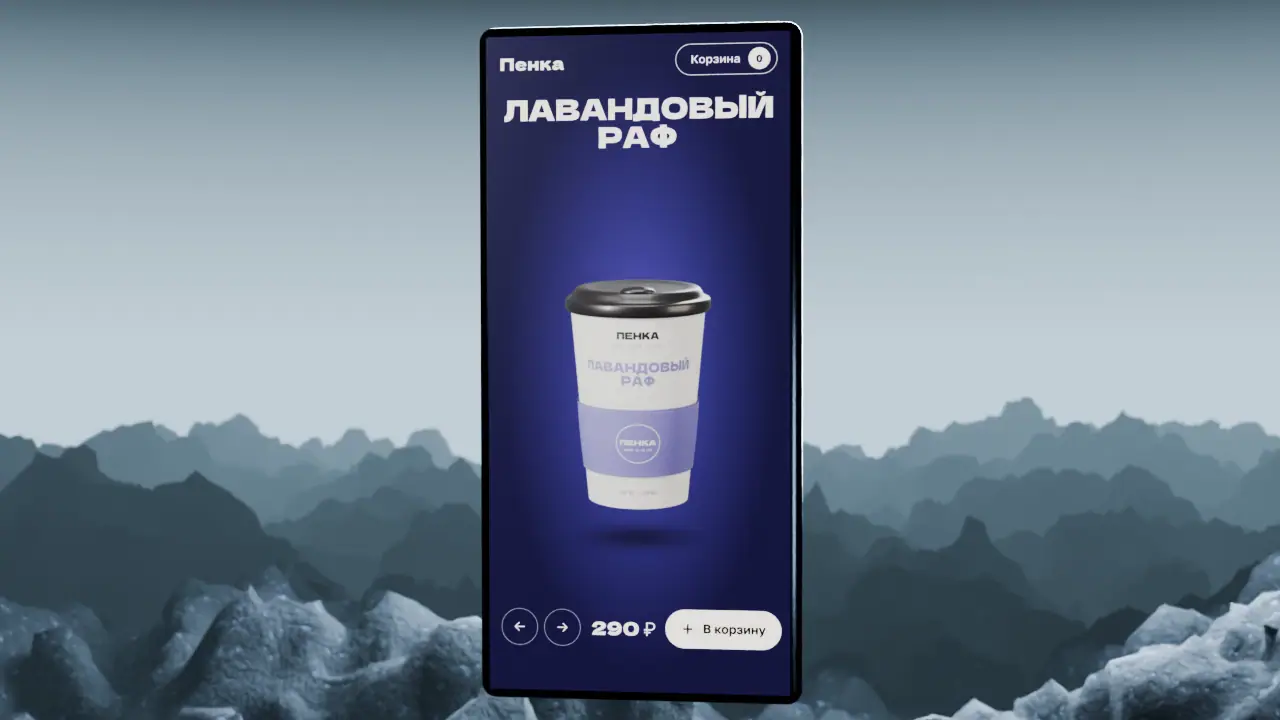 Пенка
Корзина 0
ЛАВАНДОВЫЙ
РАФ
ПЕНКА
ЛАВАНДОВЫЙ
РАФ
ПЕНКА
← → 290 ₽ + В корзину